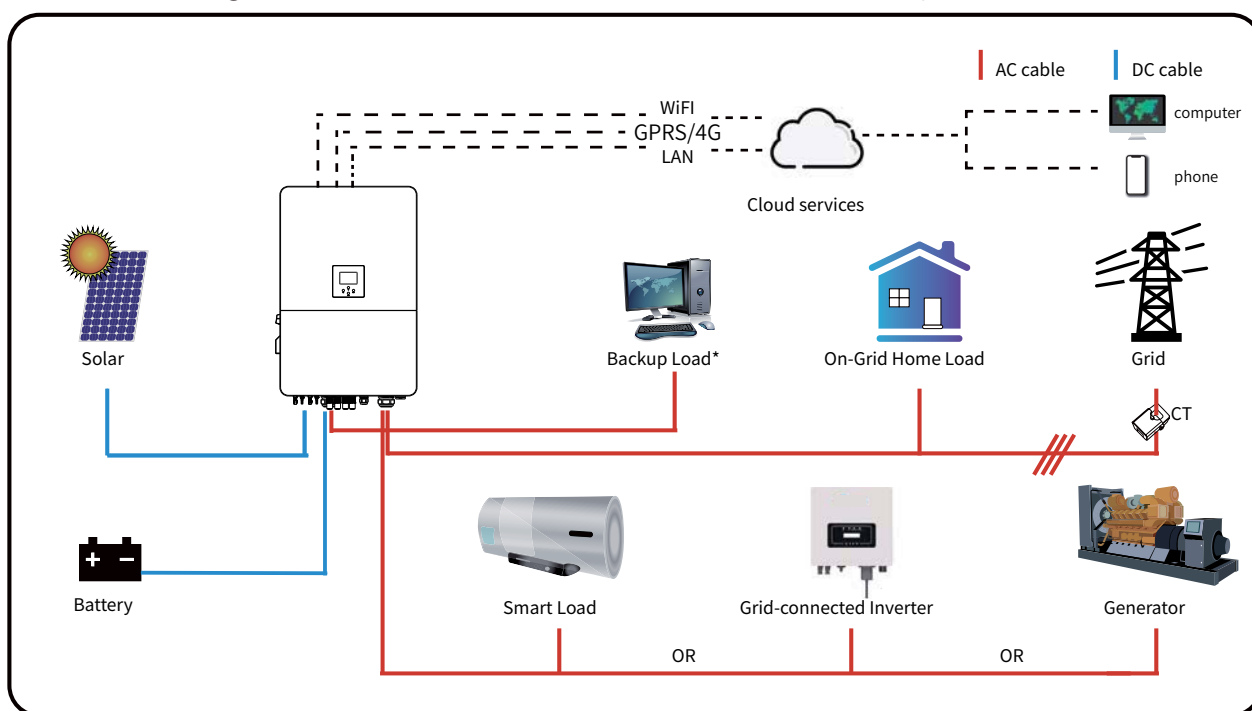 AC cable
DC cable
WiFI
GPRS/4G
LAN
computer
phone
Cloud services
Solar
Backup Load*
On-Grid Home Load
Grid
CT
Battery
Smart Load
Grid-connected Inverter
Generator
OR
OR